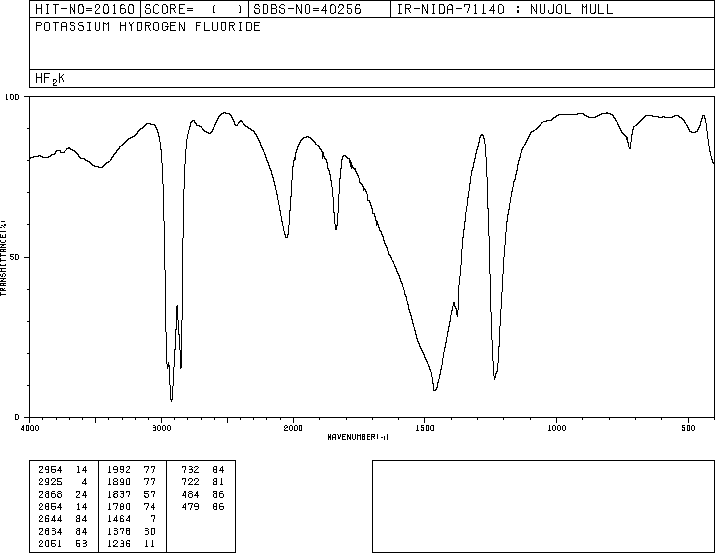 HIT-NO=20160 SCORE= ( ) SDBS-NO=40256 IR-NIDA-71140 : NUJOL MULL
POTASSIUM HYDROGEN FLUORIDE
HF2K
100
50
0
TRANSMITTANCE(%)
4000 3000 2000 1500 1000 500
WAVENUMBER(-1)
2954 14 1992 77 732 84
2925 4 1890 77 722 81
2868 24 1837 57 484 86
2854 14 1780 74 479 86
2644 84 1464 7
2634 84 1378 30
2051 53 1236 11